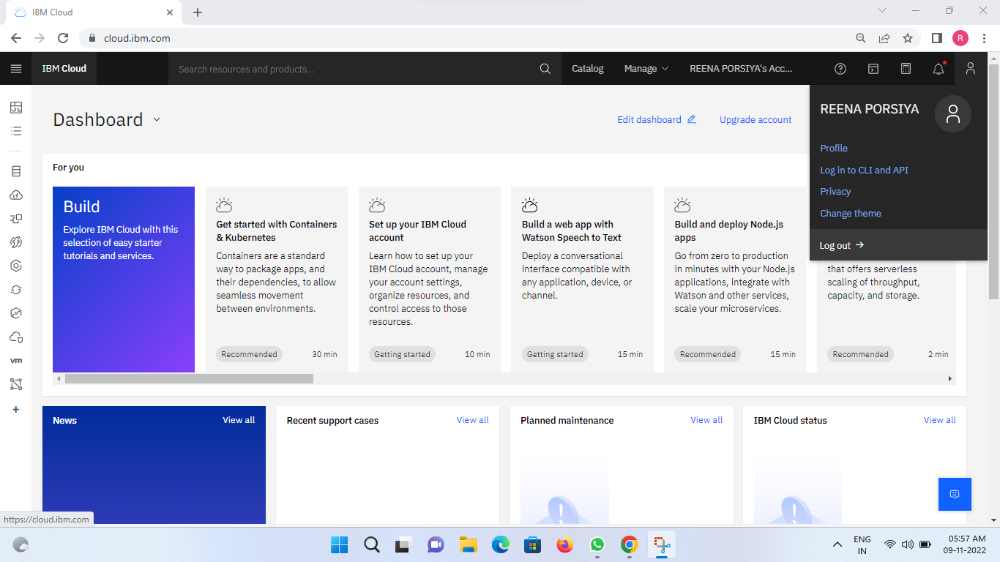 IBM Cloud
cloud.ibm.com
R
IBM Cloud
Search resources and products...
Catalog
Manage
REENA PORSIYA's Acc...
Dashboard
Edit dashboard
Upgrade account
REENA PORSIYA
Profile
Log in to CLI and API
Privacy
Change theme
Log out
For you
Build
Explore IBM Cloud with this
selection of easy starter
tutorials and services.
Get started with Containers
& Kubernetes
Containers are a standard
way to package apps, and
their dependencies, to allow
seamless movement
between environments.
Recommended
30 min
Set up your IBM Cloud
account
Learn how to set up your
IBM Cloud account, manage
your account settings,
organize resources, and
control access to those
resources.
Getting started
10 min
Build a web app with
Watson Speech to Text
Deploy a conversational
interface compatible with
any application, device, or
channel.
Getting started
15 min
Build and deploy Node.js
apps
Go from zero to production
in minutes with your Node.js
applications, integrate with
Watson and other services,
scale your microservices.
Recommended
15 min
that offers serverless
scaling of throughput,
capacity, and storage.
Recommended
2 min
cf
vm
News
View all
Recent support cases
View all
Planned maintenance
View all
IBM Cloud status
View all
https://cloud.ibm.com
ENG
IN
05:57 AM
09-11-2022